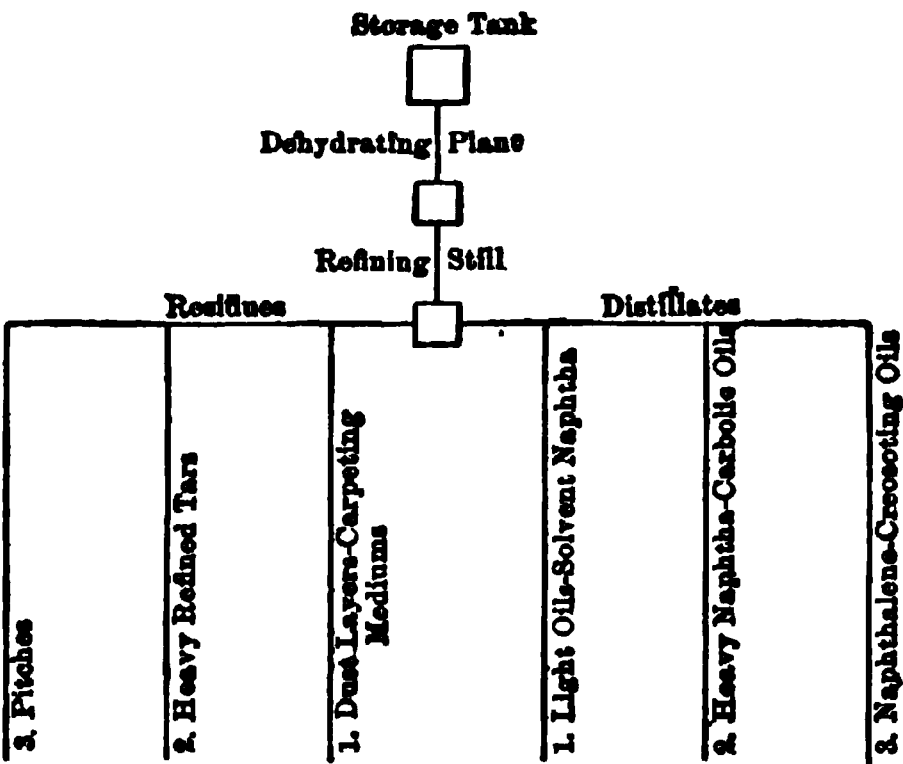 Storage Tank
Dehydrating Plane
Refining Still
Residues
Distillates
3. Pitches
2. Heavy Refined Tars
1. Dust Layers-Carpeting
Mediums
1. Light Oils-Solvent Naphtha
2. Heavy Naphtha-Carbolic Oils
3. Naphthalene-Creosoting Oils